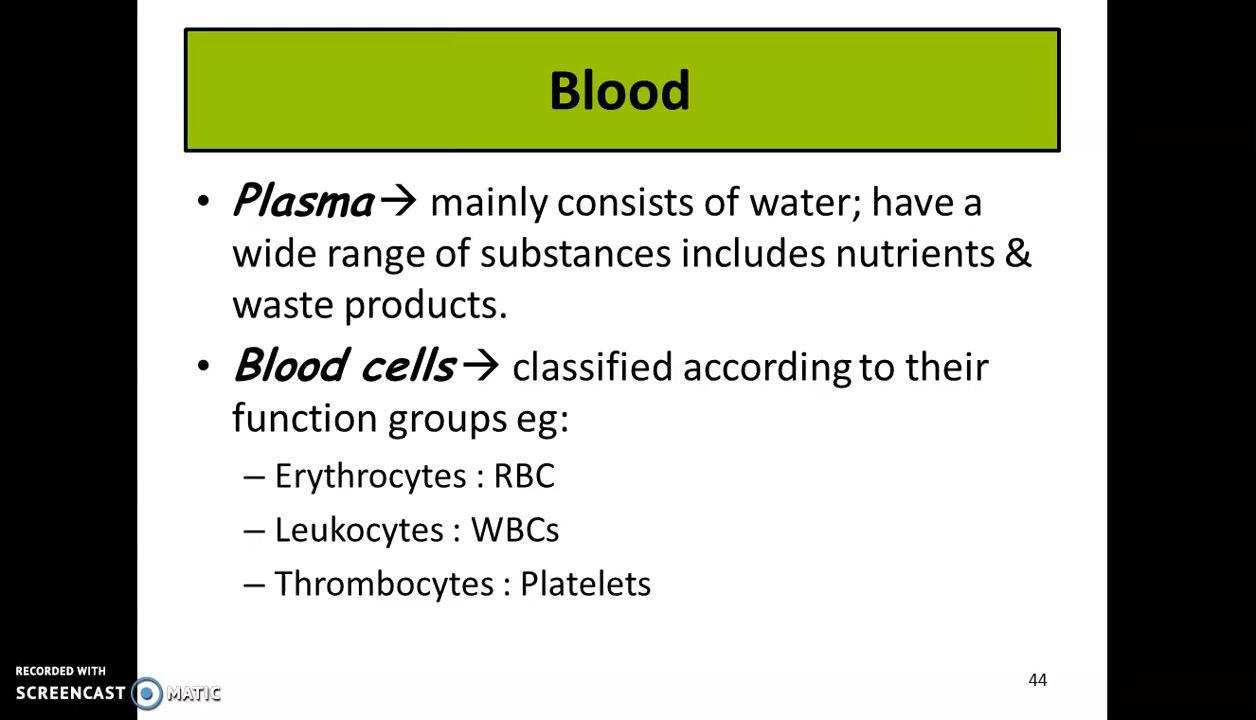 Blood
• Plasma→ mainly consists of water; have a
wide range of substances includes nutrients &
waste products.
• Blood cells→ classified according to their
function groups eg:
– Erythrocytes : RBC
– Leukocytes : WBCs
– Thrombocytes : Platelets
RECORDED WITH
SCREENCAST MATIC
44